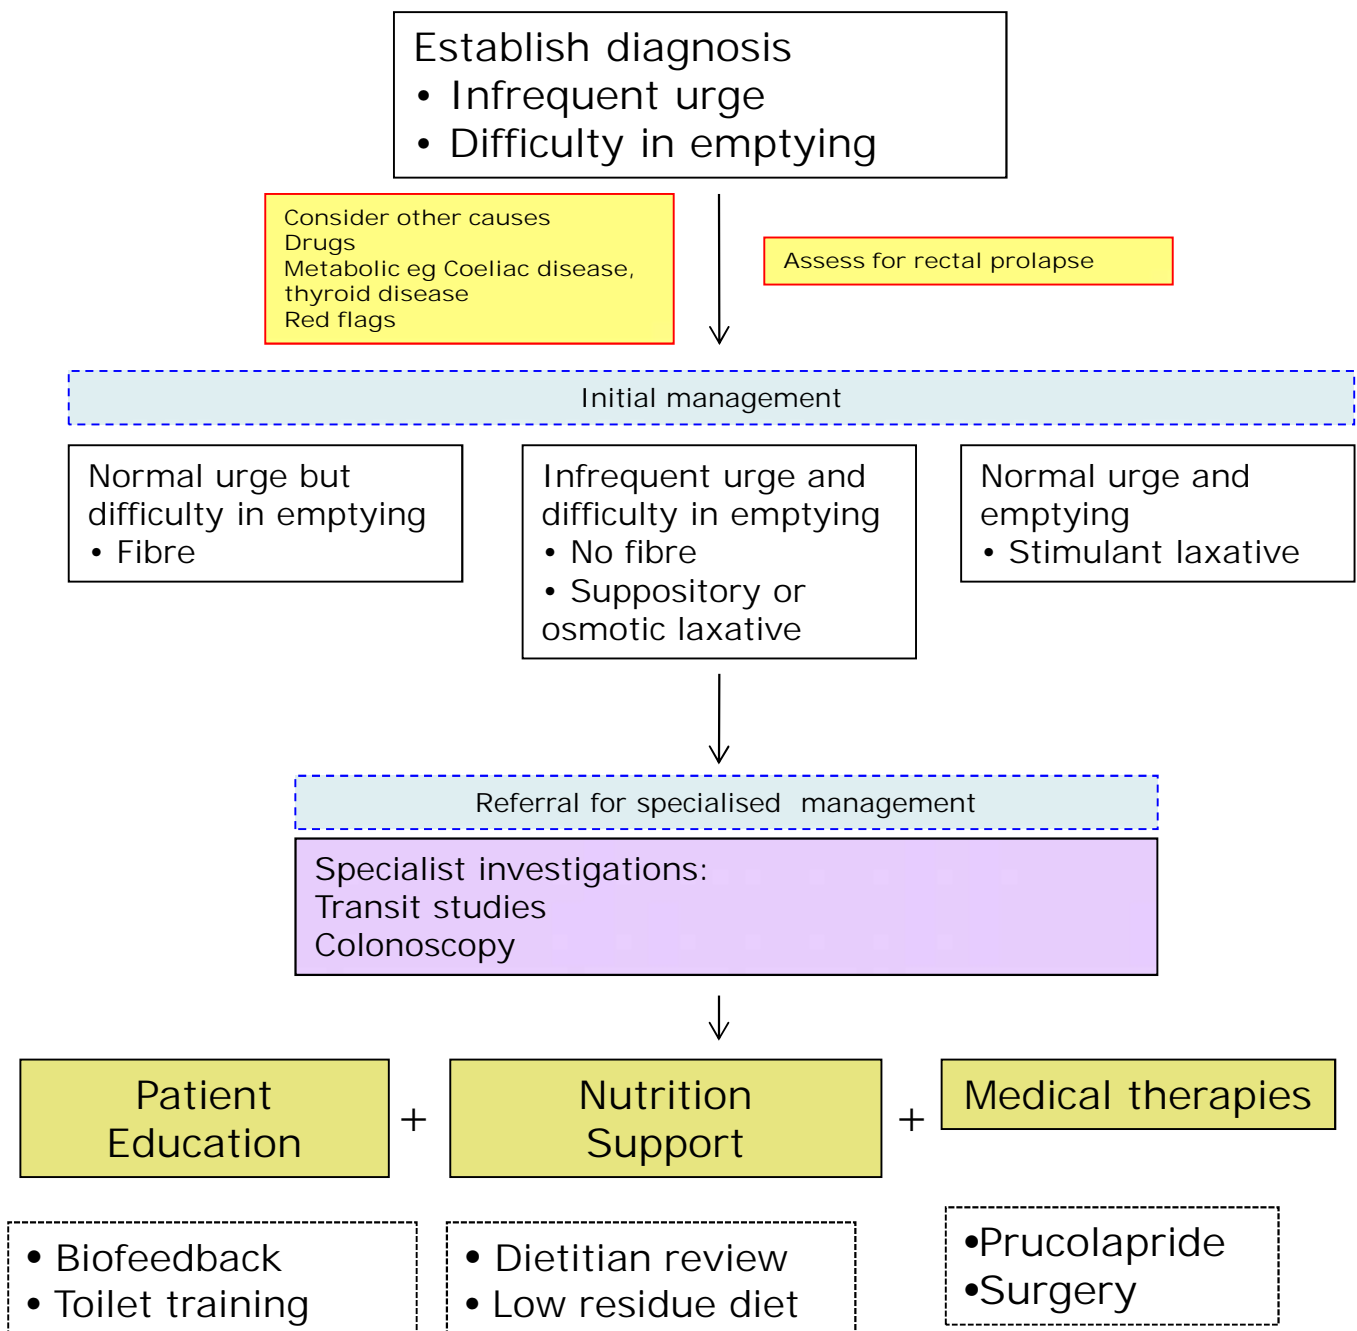 Establish diagnosis
• Infrequent urge
• Difficulty in emptying
Consider other causes
Drugs
Metabolic eg Coeliac disease,
thyroid disease
Red flags
Assess for rectal prolapse
Initial management
Normal urge but
difficulty in emptying
• Fibre
Infrequent urge and
difficulty in emptying
• No fibre
• Suppository or
osmotic laxative
Normal urge and
emptying
• Stimulant laxative
Referral for specialised  management
Specialist investigations:
Transit studies
Colonoscopy
Patient
Education
+
Nutrition
Support
+
Medical therapies
• Biofeedback
• Toilet training
• Dietitian review
• Low residue diet
•Prucolapride
•Surgery